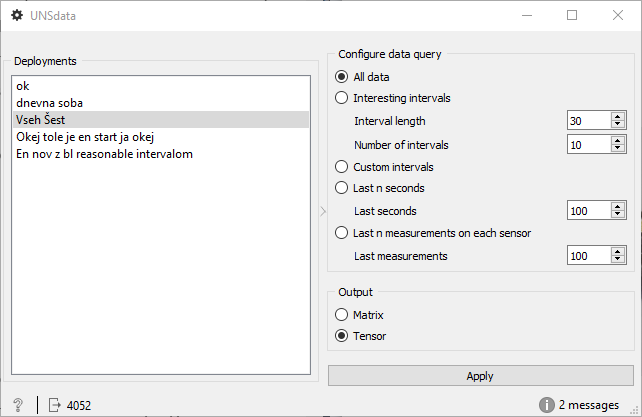 UNSdata
Deployments
ok
dnevna soba
Vseh Šest
Okej tole je en start ja okej
En nov z bl reasonable intervalom
Configure data query
All data
Interesting intervals
Interval length 30
Number of intervals 10
Custom intervals
Last n seconds
Last seconds 100
Last n measurements on each sensor
Last measurements 100
Output
Matrix
Tensor
Apply
? 4052
2 messages